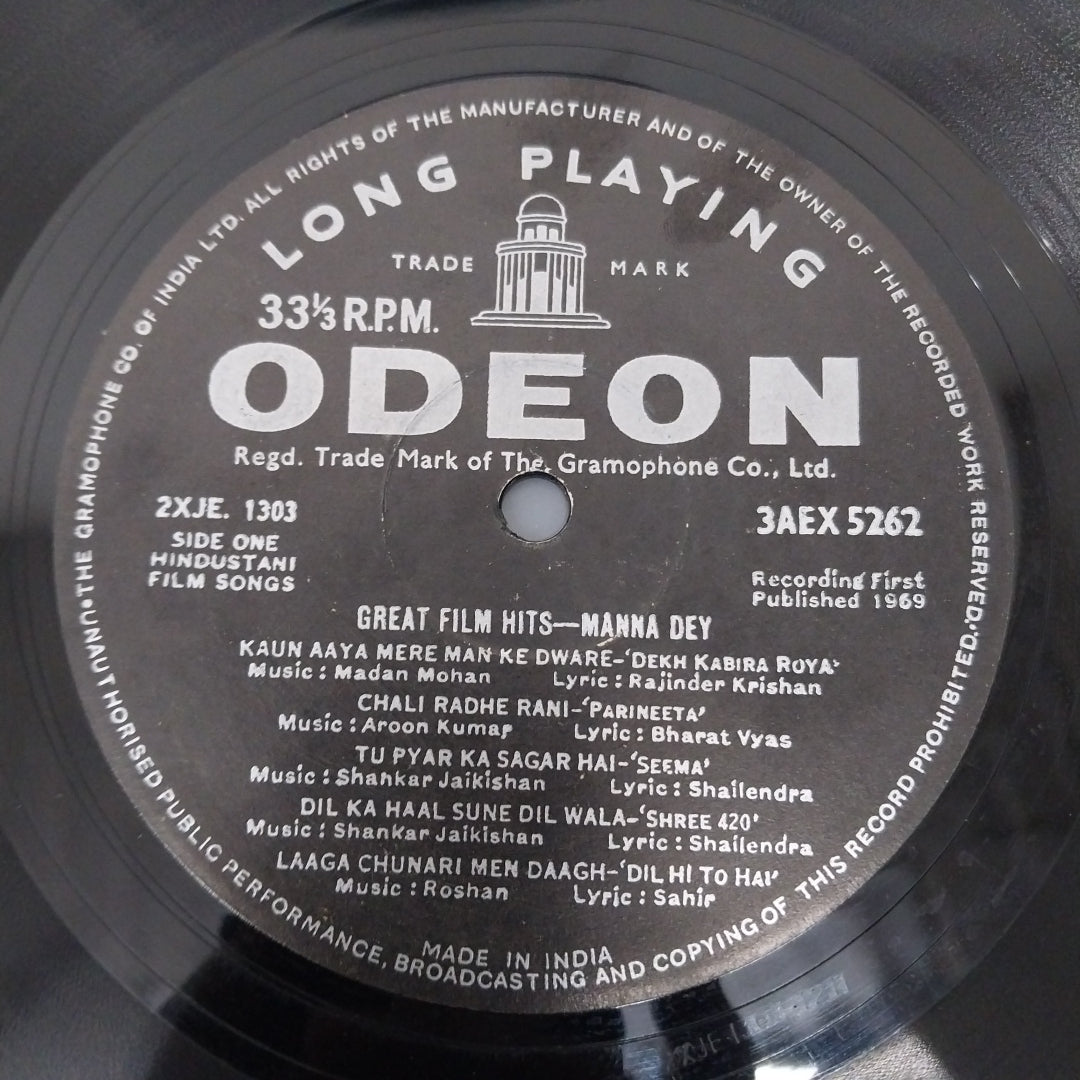 THE GRAMOPHONE CO. OF INDIA LTD. ALL RIGHTS OF THE MANUFACTURER AND OF THE OWNER OF THE RECORDED WORK RESERVED.
LONG PLAYING
TRADE MARK
33⅓ R.P.M.
ODEON
Regd. Trade Mark of The Gramophone Co., Ltd.
2XJE. 1303
3AEX 5262
SIDE ONE
HINDUSTANI
FILM SONGS
Recording First
Published 1969
GREAT FILM HITS—MANNA DEY
KAUN AAYA MERE MAN KE DWARE-'DEKH KABIRA ROYA'
Music : Madan Mohan Lyric : Rajinder Krishan
CHALI RADHE RANI-'PARINEETA'
Music : Aroon Kumar Lyric : Bharat Vyas
TU PYAR KA SAGAR HAI-'SEEMA'
Music : Shankar Jaikishan Lyric : Shailendra
DIL KA HAAL SUNE DIL WALA-'SHREE 420'
Music : Shankar Jaikishan Lyric : Shailendra
LAAGA CHUNARI MEN DAAGH-'DIL HI TO HAI'
Music : Roshan Lyric : Sahir
MADE IN INDIA
UNAUTHORISED PUBLIC PERFORMANCE, BROADCASTING AND COPYING OF THIS RECORD PROHIBITED.